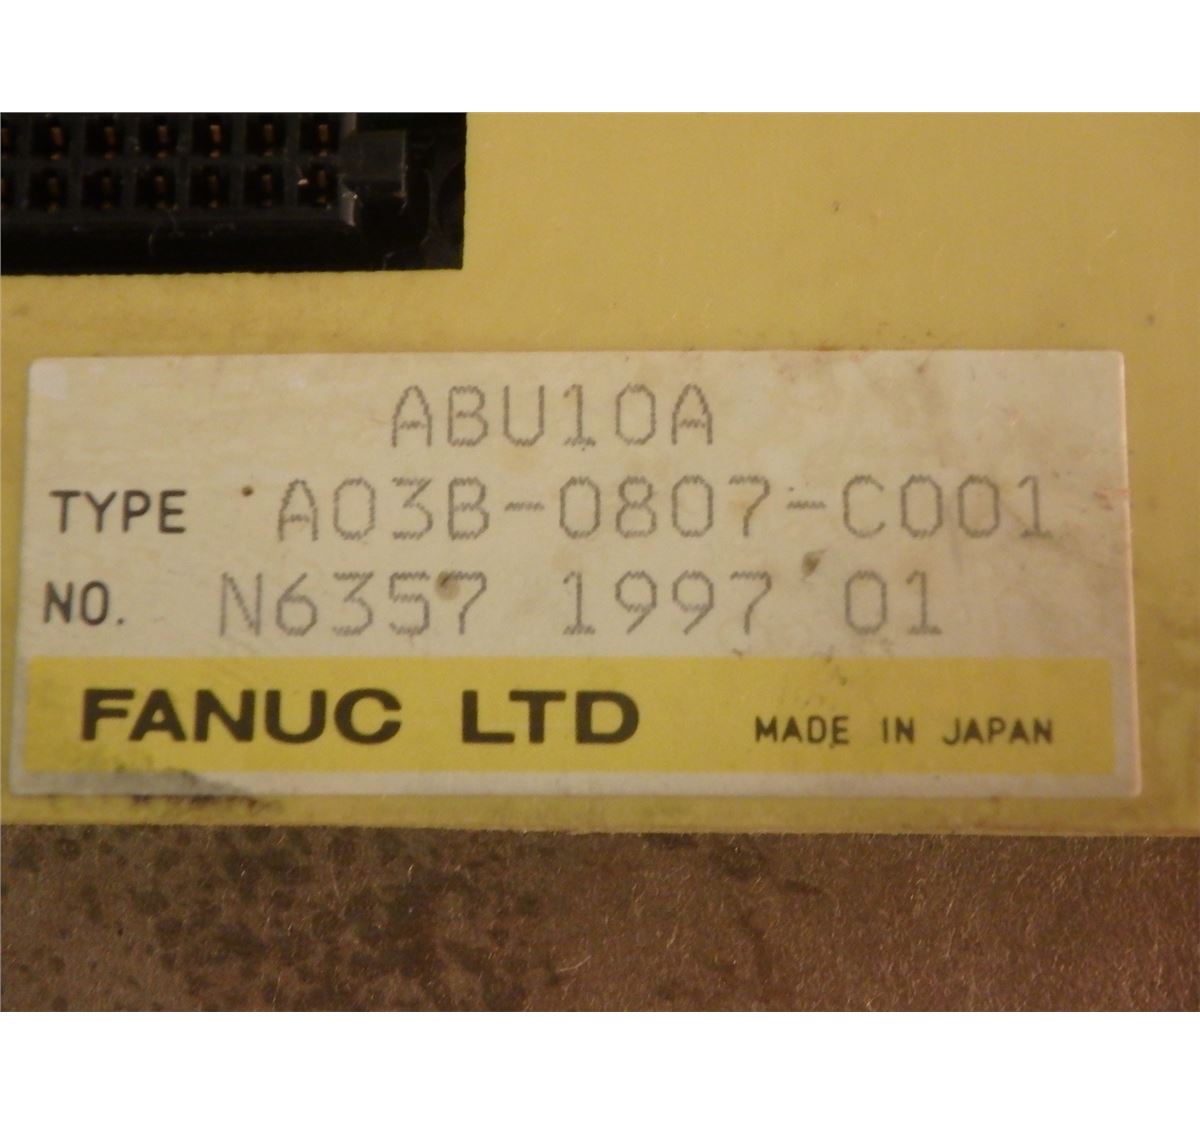 ABU10A
TYPE A03B-0807-C001
NO. N6357 1997 01
FANUC LTD MADE IN JAPAN